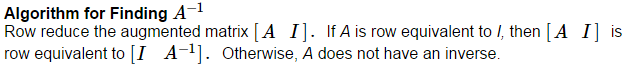 Algorithm for Finding A⁻¹
Row reduce the augmented matrix [ A   I ]. If A is row equivalent to I, then [ A   I ] is
row equivalent to [ I   A⁻¹ ]. Otherwise, A does not have an inverse.